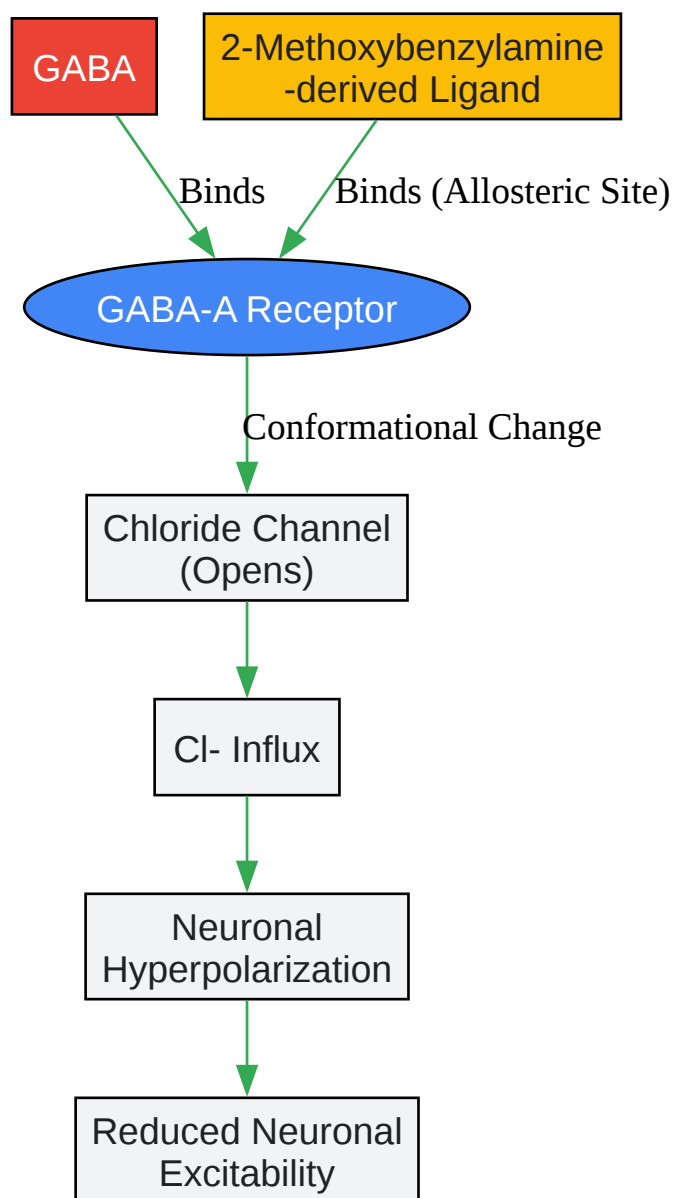 GABA
2-Methoxybenzylamine
-derived Ligand
Binds
Binds (Allosteric Site)
GABA-A Receptor
Conformational Change
Chloride Channel
(Opens)
Cl- Influx
Neuronal
Hyperpolarization
Reduced Neuronal
Excitability